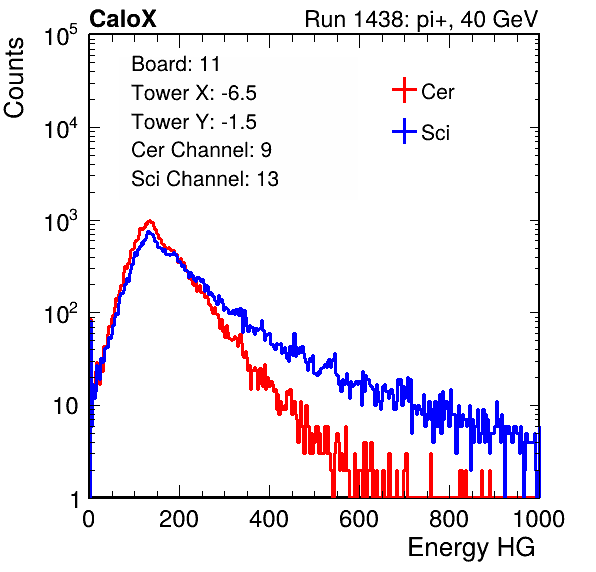 CaloX Run 1438: pi+, 40 GeV
Board: 11
Tower X: -6.5
Tower Y: -1.5
Cer Channel: 9
Sci Channel: 13
Cer
Sci
Counts
10^5
10^4
10^3
10^2
10
1
0 200 400 600 800 1000
Energy HG